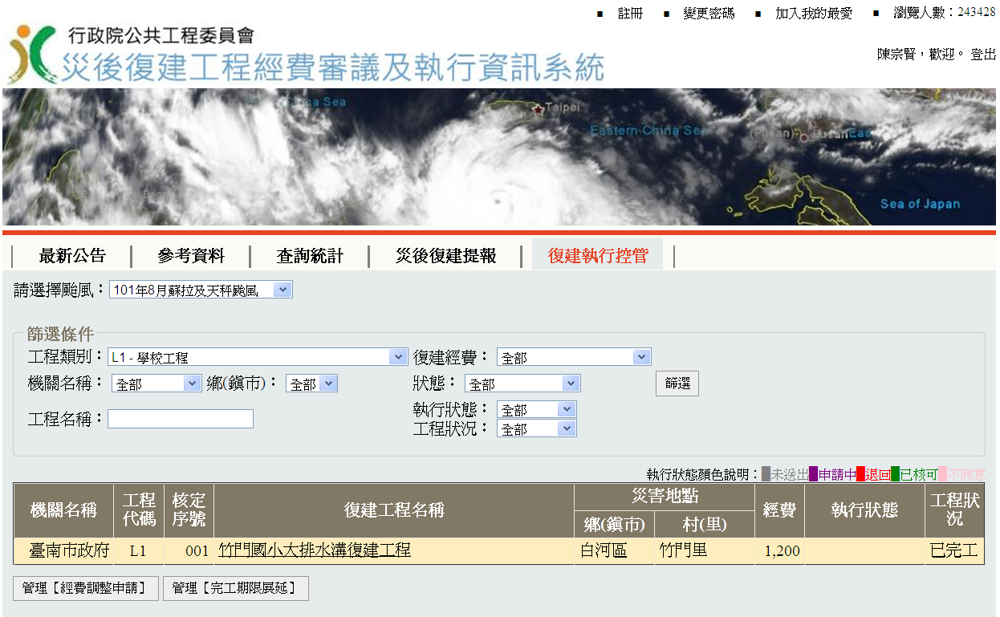 註冊 變更密碼 加入我的最愛 瀏覽人數：243428
行政院公共工程委員會
災後復建工程經費審議及執行資訊系統
陳宗賢，歡迎。 登出
China Sea
Taipei
Eastern China Sea
(Pusan) Busan
Sea of Japan
最新公告 參考資料 查詢統計 災後復建提報 復建執行控管
請選擇颱風： 101年8月蘇拉及天秤颱風
篩選條件
工程類別： L1 - 學校工程 復建經費： 全部
機關名稱： 全部 鄉(鎮市)： 全部 狀態： 全部 篩選
工程名稱： 執行狀態： 全部
工程狀況： 全部
執行狀態顏色說明： 未送出 申請中 退回 已核可 不同意
機關名稱 工程代碼 核定序號 復建工程名稱 災害地點 經費 執行狀態 工程狀況
鄉(鎮市) 村(里)
臺南市政府 L1 001 竹門國小大排水溝復建工程 白河區 竹門里 1,200 已完工
管理【經費調整申請】 管理【完工期限展延】